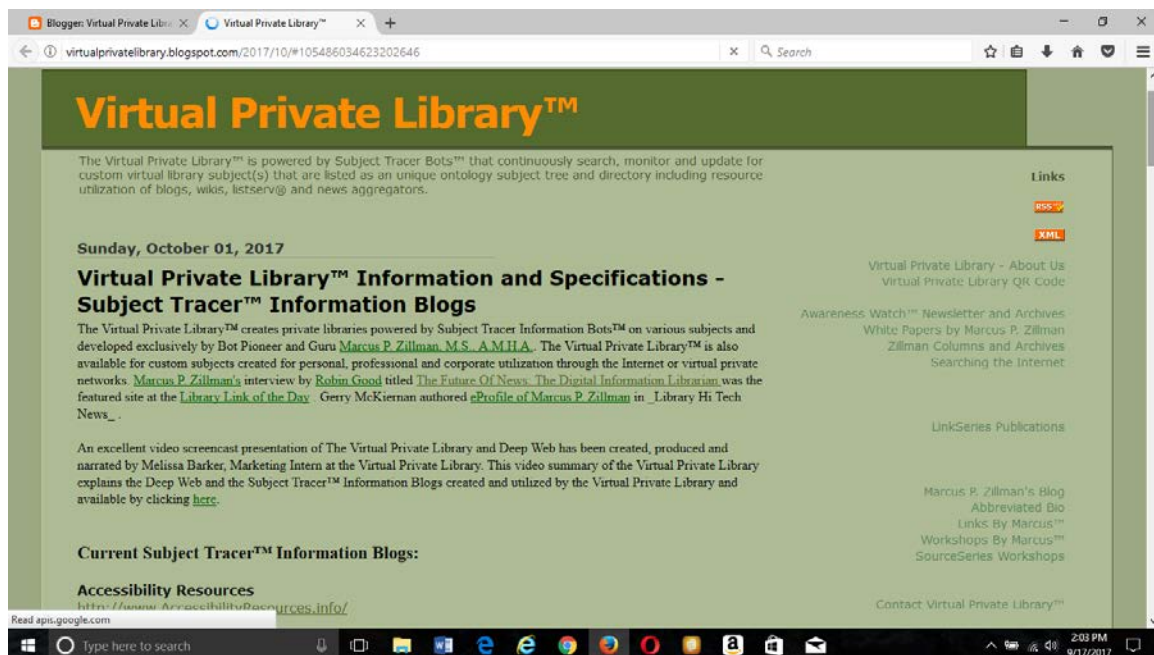 Blogger: Virtual Private Libra
Virtual Private Library™
virtualprivatelibrary.blogspot.com/2017/10/#105486034623202646
Search
Virtual Private Library™
The Virtual Private Library™ is powered by Subject Tracer Bots™ that continuously search, monitor and update for
custom virtual library subject(s) that are listed as an unique ontology subject tree and directory including resource
utilization of blogs, wikis, listserv@ and news aggregators.
Sunday, October 01, 2017
Virtual Private Library™ Information and Specifications -
Subject Tracer™ Information Blogs
The Virtual Private Library™ creates private libraries powered by Subject Tracer Information Bots™ on various subjects and
developed exclusively by Bot Pioneer and Guru Marcus P. Zillman, M.S., A.M.H.A.. The Virtual Private Library™ is also
available for custom subjects created for personal, professional and corporate utilization through the Internet or virtual private
networks. Marcus P. Zillman's interview by Robin Good titled The Future Of News. The Digital Information Librarian was the
featured site at the Library Link of the Day . Gerry McKiernan authored eProfile of Marcus P. Zillman in _Library Hi Tech
News_ .
An excellent video screencast presentation of The Virtual Private Library and Deep Web has been created, produced and
narrated by Melissa Barker, Marketing Intern at the Virtual Private Library. This video summary of the Virtual Private Library
explains the Deep Web and the Subject Tracer™ Information Blogs created and utilized by the Virtual Private Library and
available by clicking here.
Current Subject Tracer™ Information Blogs:
Accessibility Resources
http://www.AccessibilityResources.info/
Links
RSS
XML
Virtual Private Library - About Us
Virtual Private Library QR Code
Awareness Watch™ Newsletter and Archives
White Papers by Marcus P. Zillman
Zillman Columns and Archives
Searching the Internet
LinkSeries Publications
Marcus P. Zillman's Blog
Abbreviated Bio
Links By Marcus™
Workshops By Marcus™
SourceSeries Workshops
Contact Virtual Private Library™
Read apis.google.com
Type here to search
2:03 PM
9/17/2017